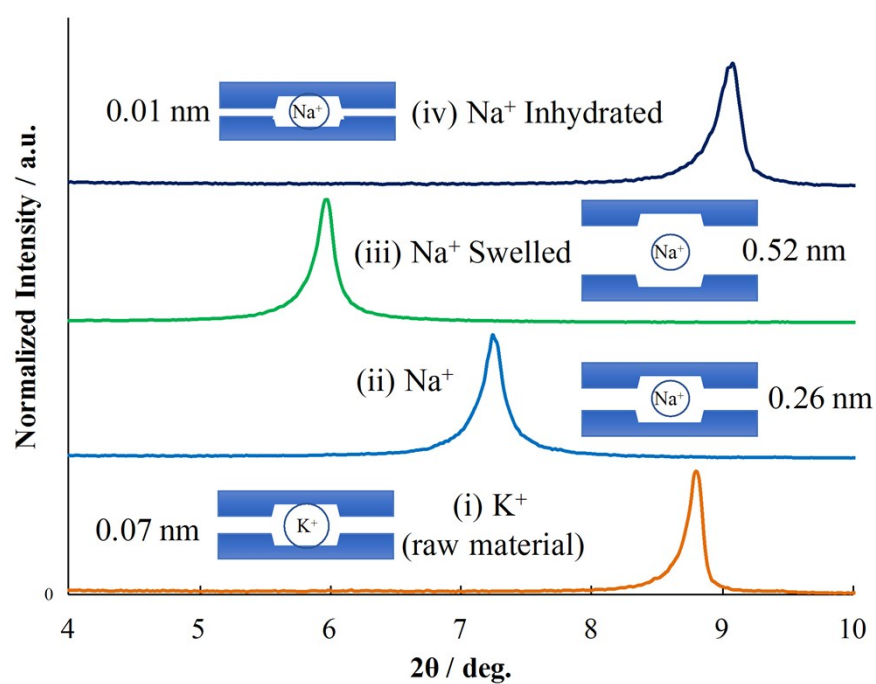 0.01 nm
Na⁺
(iv) Na⁺ Inhydrated
(iii) Na⁺ Swelled
Na⁺
0.52 nm
(ii) Na⁺
Na⁺
0.26 nm
0.07 nm
K⁺
(i) K⁺
(raw material)
Normalized Intensity / a.u.
0
4 5 6 7 8 9 10
2θ / deg.